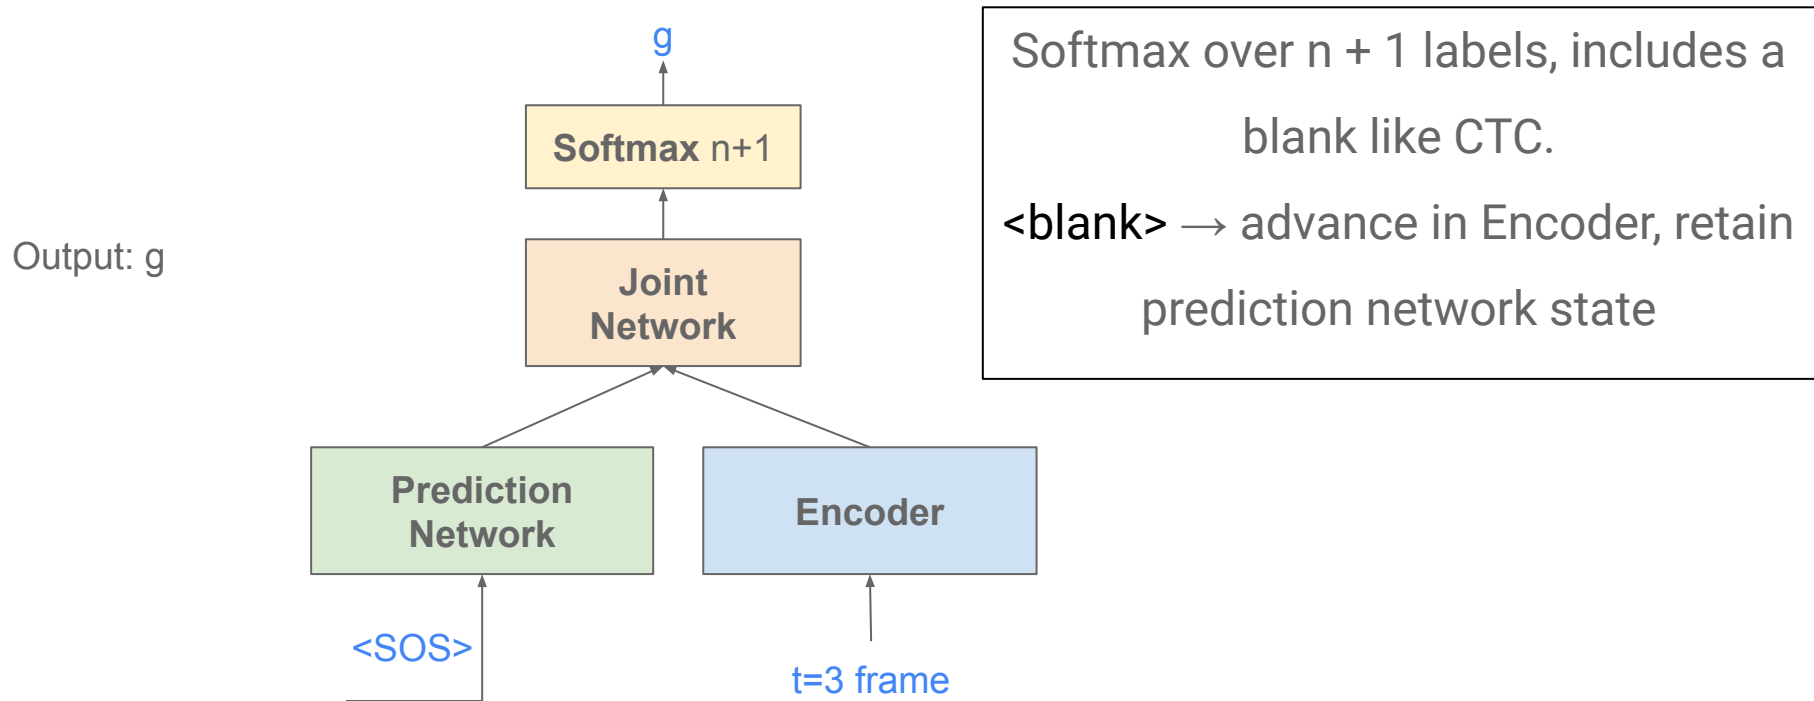 g
Softmax n+1
Output: g
Joint
Network
Prediction
Network
Encoder
<SOS>
t=3 frame
Softmax over n + 1 labels, includes a
blank like CTC.
<blank> → advance in Encoder, retain
prediction network state